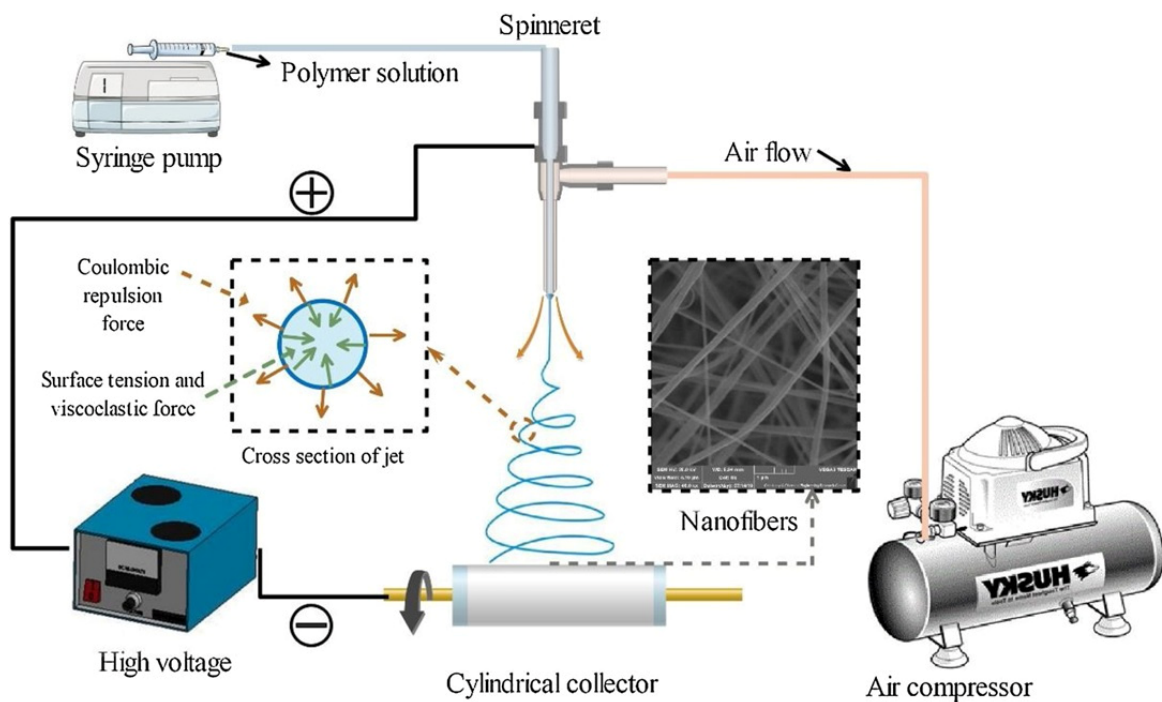 Spinneret
Polymer solution
Syringe pump
Air flow
Coulombic
repulsion
force
Surface tension and
viscoclastic force
Cross section of jet
Nanofibers
HUSKY
HUSKY
High voltage
Cylindrical collector
Air compressor